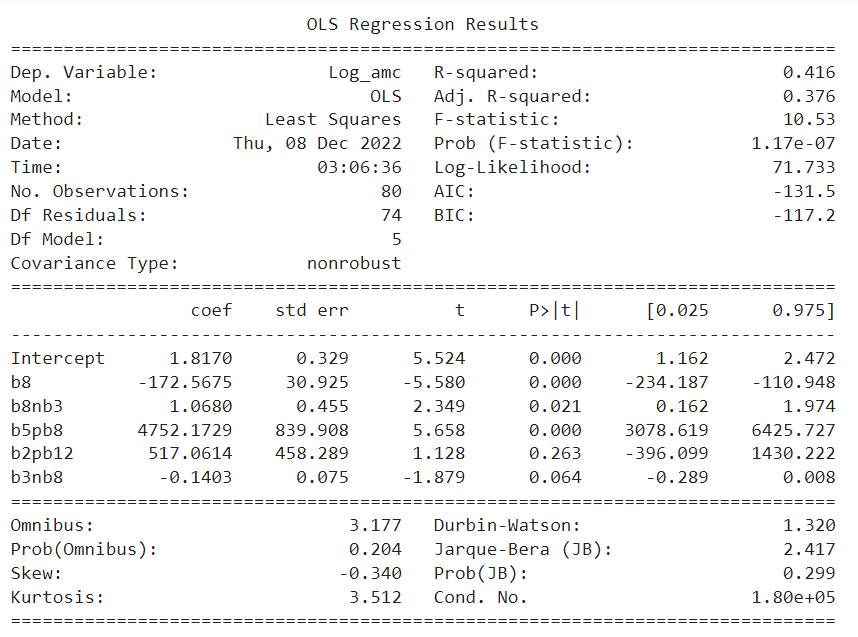 OLS Regression Results
==============================================================================
Dep. Variable:                Log_amc   R-squared:                       0.416
Model:                            OLS   Adj. R-squared:                  0.376
Method:                 Least Squares   F-statistic:                     10.53
Date:                Thu, 08 Dec 2022   Prob (F-statistic):           1.17e-07
Time:                        03:06:36   Log-Likelihood:                 71.733
No. Observations:                  80   AIC:                            -131.5
Df Residuals:                      74   BIC:                            -117.2
Df Model:                           5
Covariance Type:            nonrobust
==============================================================================
                 coef    std err          t      P>|t|      [0.025      0.975]
------------------------------------------------------------------------------
Intercept      1.8170      0.329      5.524      0.000       1.162       2.472
b8          -172.5675     30.925     -5.580      0.000    -234.187    -110.948
b8nb3          1.0680      0.455      2.349      0.021       0.162       1.974
b5pb8       4752.1729    839.908      5.658      0.000    3078.619    6425.727
b2pb12       517.0614    458.289      1.128      0.263    -396.099    1430.222
b3nb8         -0.1403      0.075     -1.879      0.064      -0.289       0.008
==============================================================================
Omnibus:                        3.177   Durbin-Watson:                   1.320
Prob(Omnibus):                  0.204   Jarque-Bera (JB):                2.417
Skew:                          -0.340   Prob(JB):                        0.299
Kurtosis:                       3.512   Cond. No.                     1.80e+05
==============================================================================